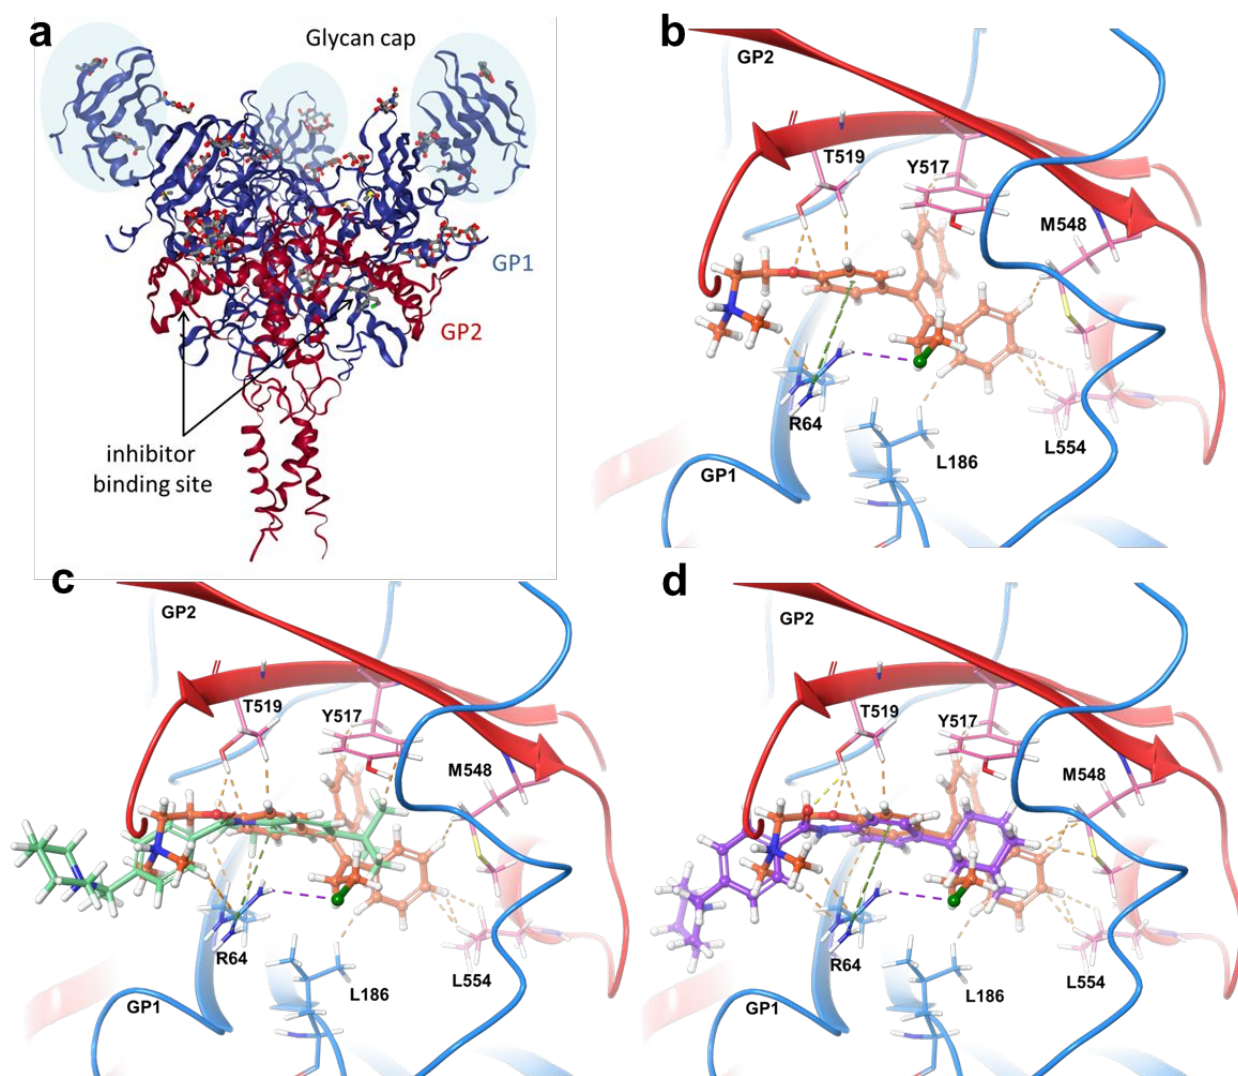 a
Glycan cap
GP1
GP2
inhibitor
binding site
b
GP2
T519
Y517
M548
R64
L186
L554
GP1
c
GP2
T519
Y517
M548
R64
L186
L554
GP1
d
GP2
T519
Y517
M548
R64
L186
L554
GP1